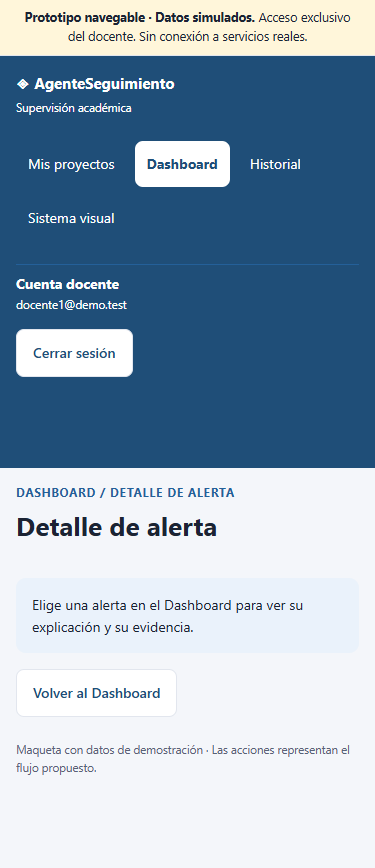 Prototipo navegable · Datos simulados. Acceso exclusivo
del docente. Sin conexión a servicios reales.
❖ AgenteSeguimiento
Supervisión académica
Mis proyectos Dashboard Historial
Sistema visual
Cuenta docente
docente1@demo.test
Cerrar sesión
DASHBOARD / DETALLE DE ALERTA
Detalle de alerta
Elige una alerta en el Dashboard para ver su
explicación y su evidencia.
Volver al Dashboard
Maqueta con datos de demostración · Las acciones representan el
flujo propuesto.